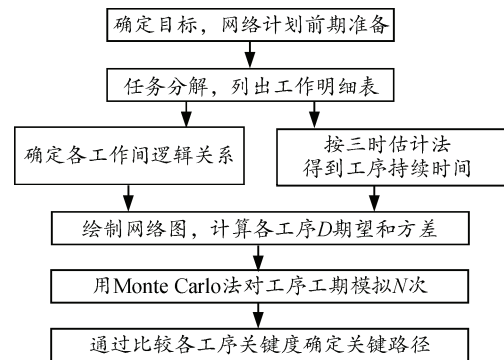 确定目标，网络计划前期准备
任务分解，列出工作明细表
确定各工作间逻辑关系
按三时估计法
得到工序持续时间
绘制网络图，计算各工序D期望和方差
用Monte Carlo法对工序工期模拟N次
通过比较各工序关键度确定关键路径